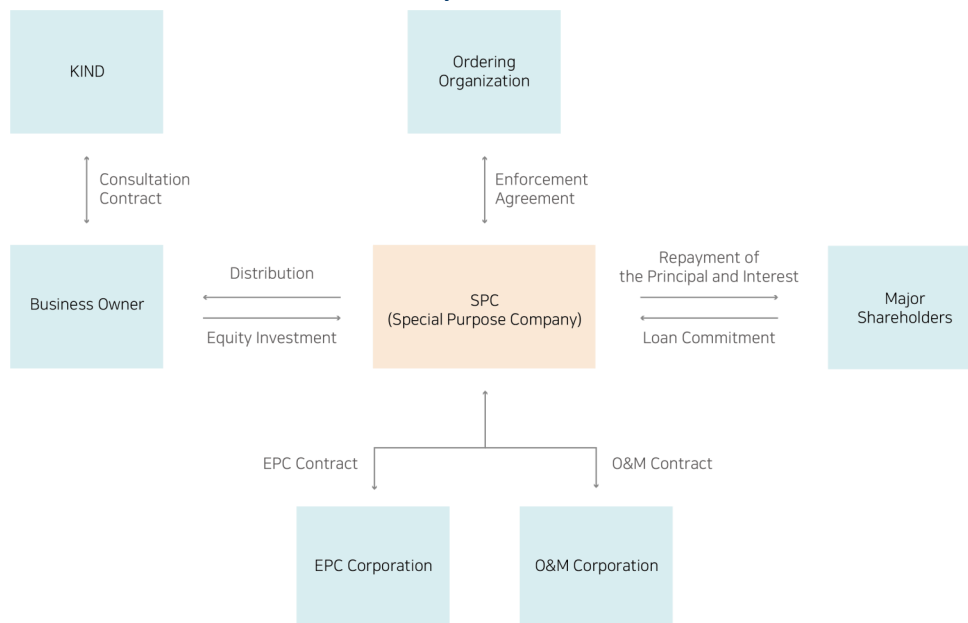 KIND
Ordering
Organization
Consultation
Contract
Enforcement
Agreement
Business Owner
Distribution
Equity Investment
SPC
(Special Purpose Company)
Repayment of
the Principal and Interest
Loan Commitment
Major
Shareholders
EPC Contract
O&M Contract
EPC Corporation
O&M Corporation